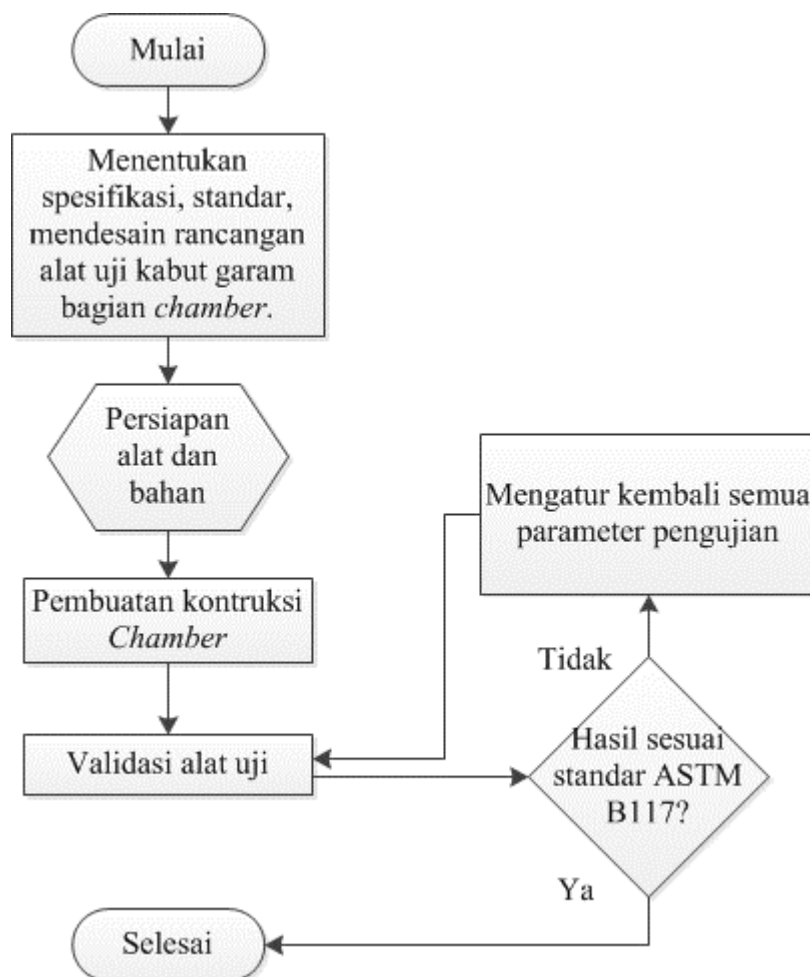 Mulai
Menentukan
spesifikasi, standar,
mendesain rancangan
alat uji kabut garam
bagian chamber.
Persiapan
alat dan
bahan
Pembuatan kontruksi
Chamber
Validasi alat uji
Mengatur kembali semua
parameter pengujian
Tidak
Hasil sesuai
standar ASTM
B117?
Ya
Selesai